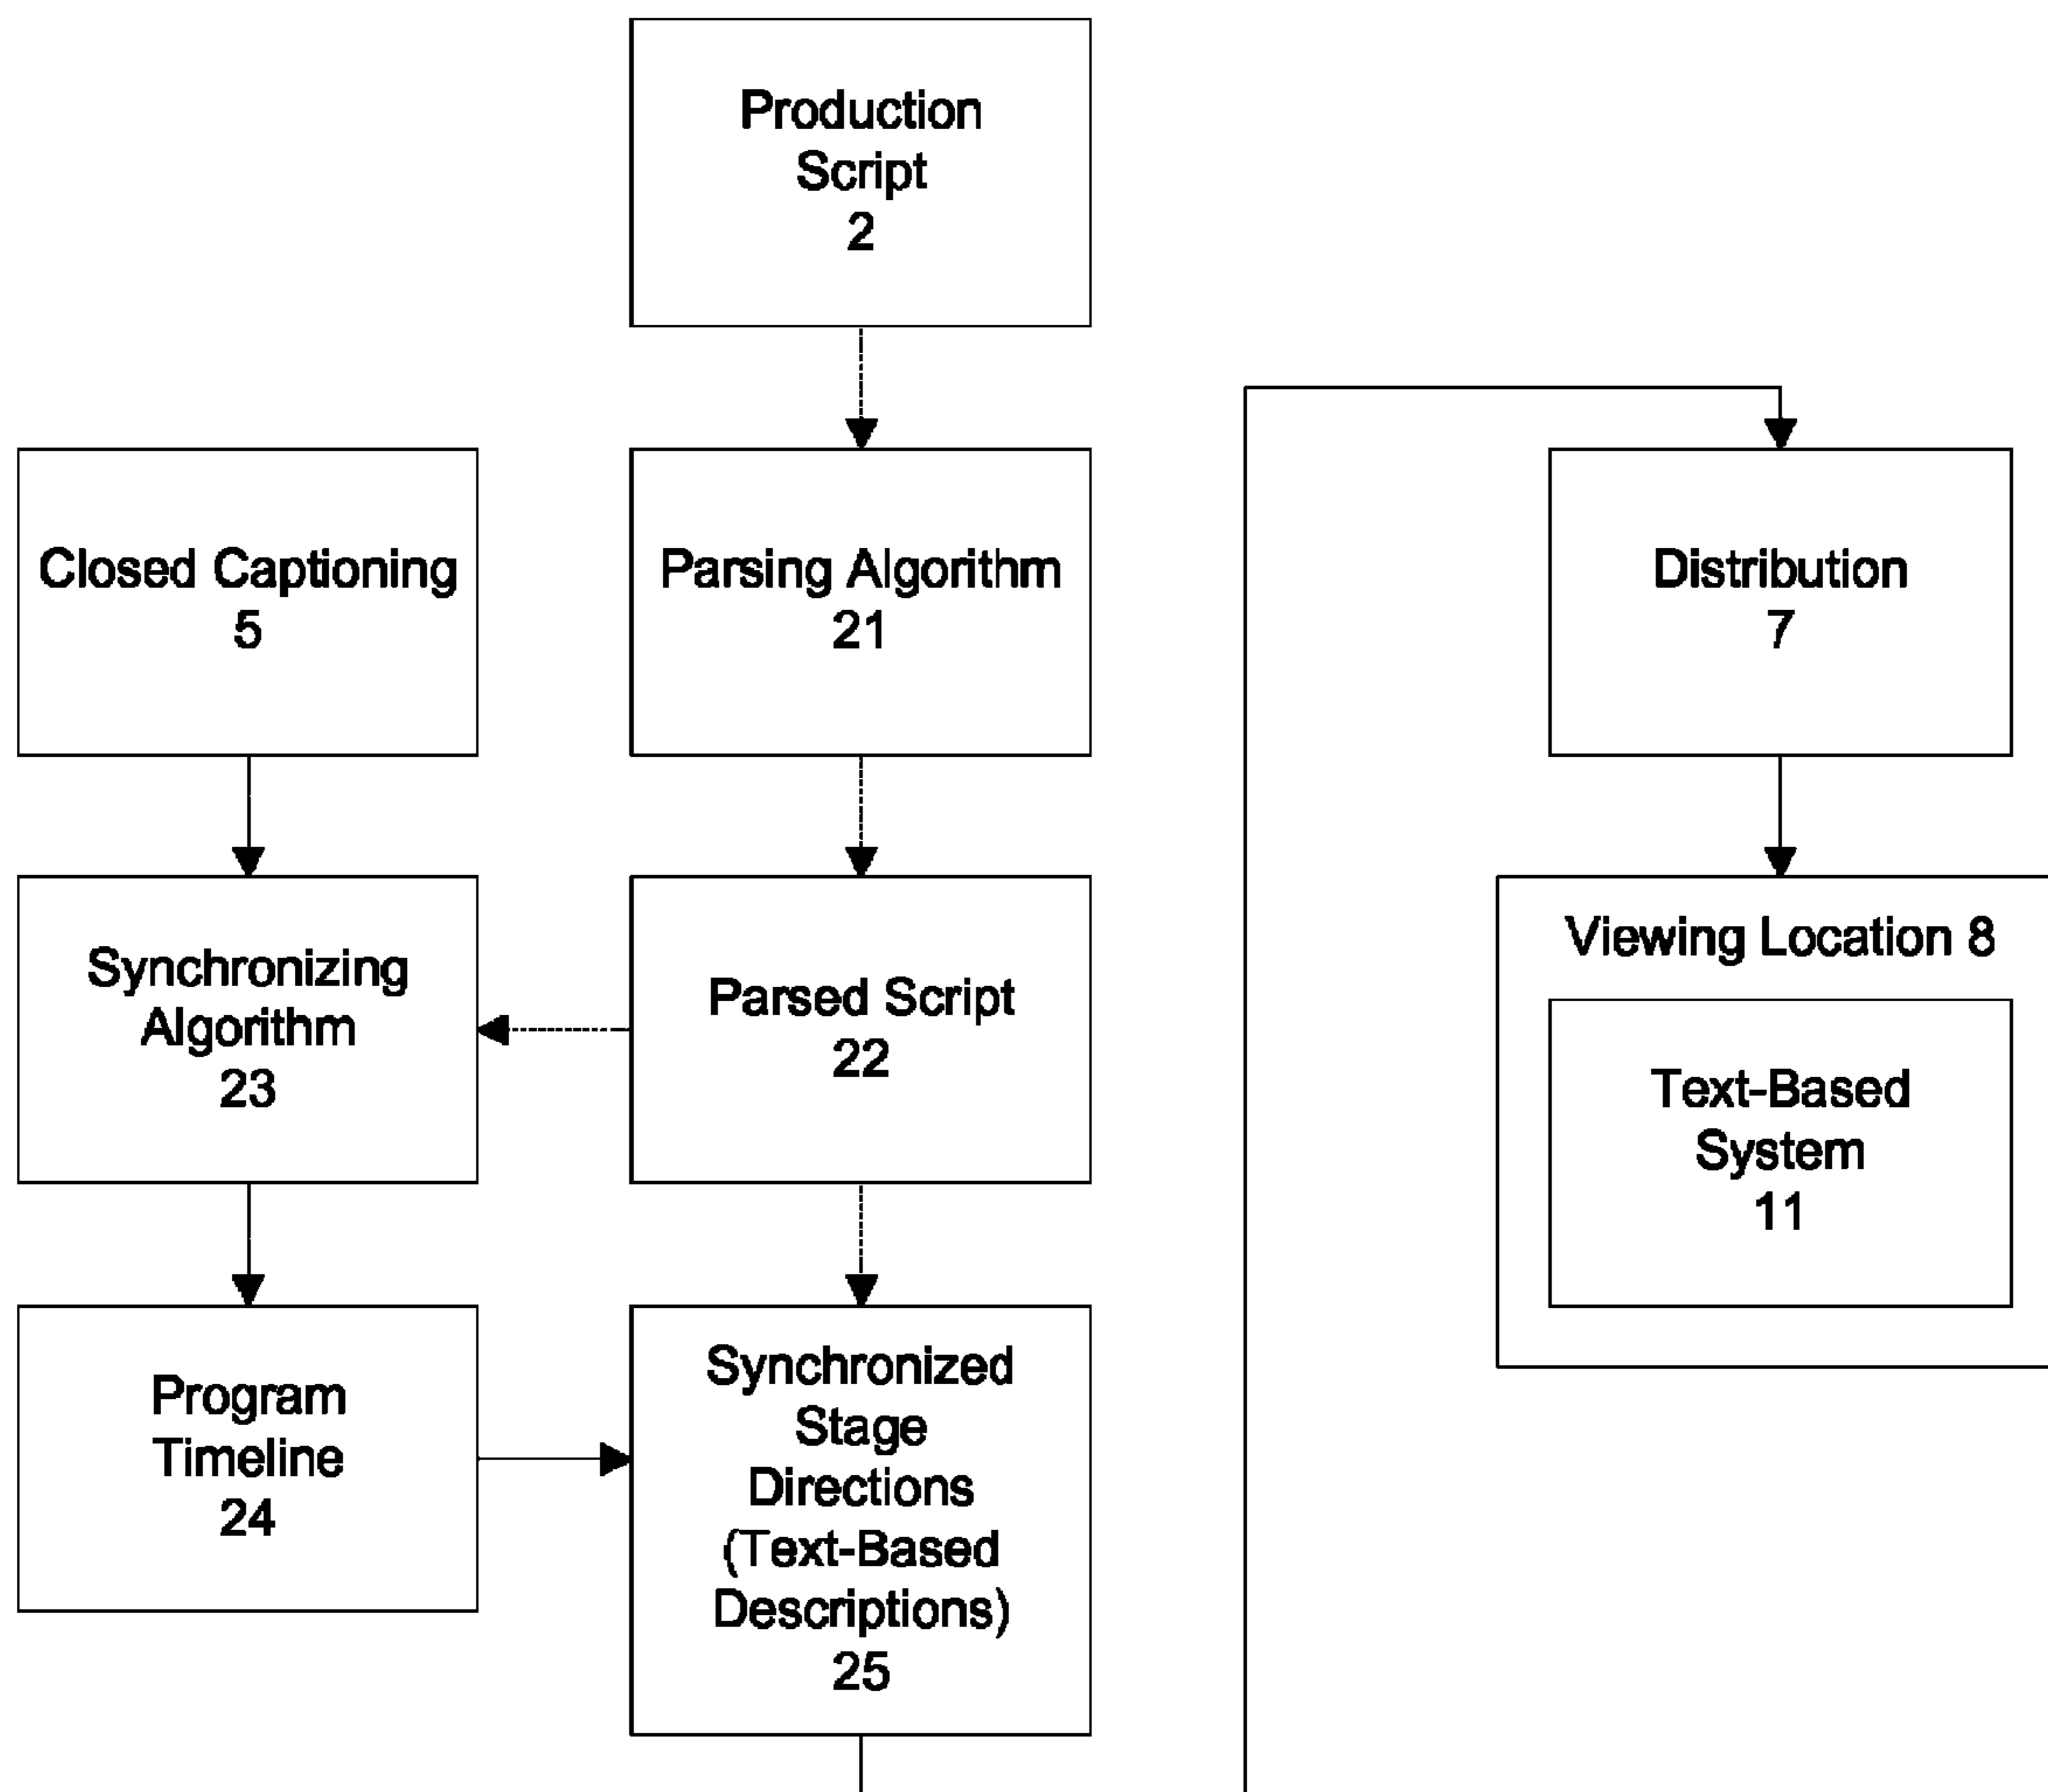 Production
Script
2
Closed Captioning
5
Parsing Algorithm
21
Distribution
7
Synchronizing
Algorithm
23
Parsed Script
22
Viewing Location 8
Text-Based
System
11
Program
Timeline
24
Synchronized
Stage
Directions
(Text-Based
Descriptions)
25